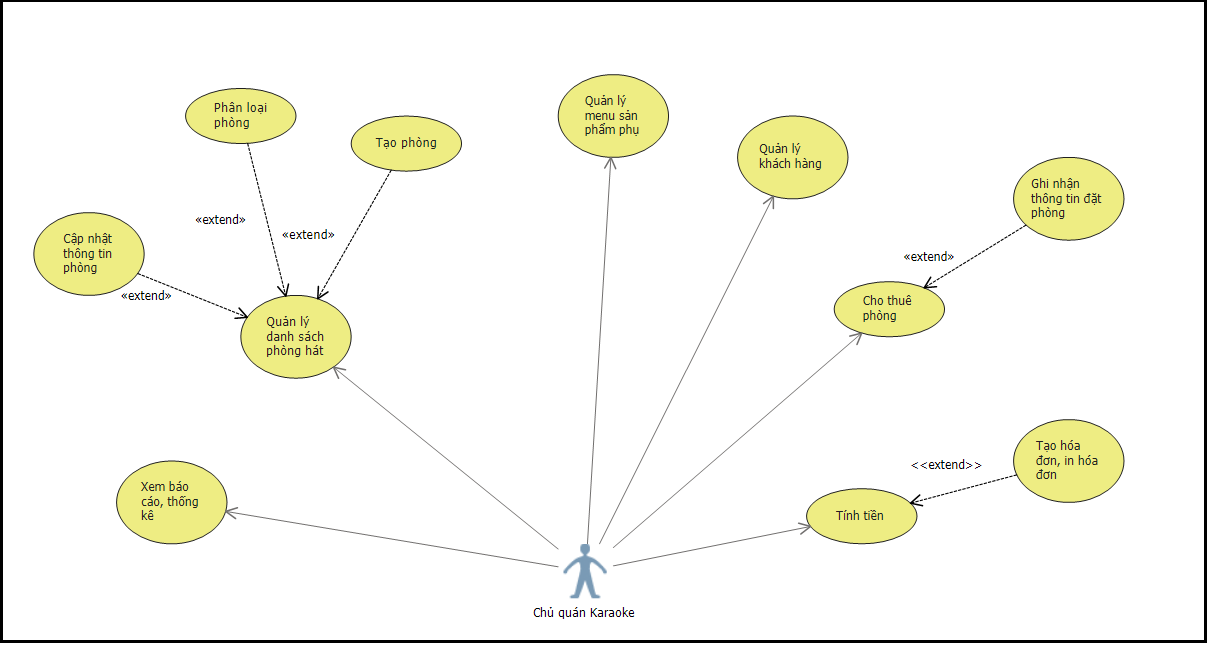 Phân loại
phòng
Tạo phòng
Quản lý
menu sản
phẩm phụ
Quản lý
khách hàng
Ghi nhận
thông tin đặt
phòng
«extend»
«extend»
Cập nhật
thông tin
phòng
«extend»
«extend»
Cho thuê
phòng
Quản lý
danh sách
phòng hát
Xem báo
cáo, thống
kê
<<extend>>
Tạo hóa
đơn, in hóa
đơn
Tính tiền
Chủ quán Karaoke